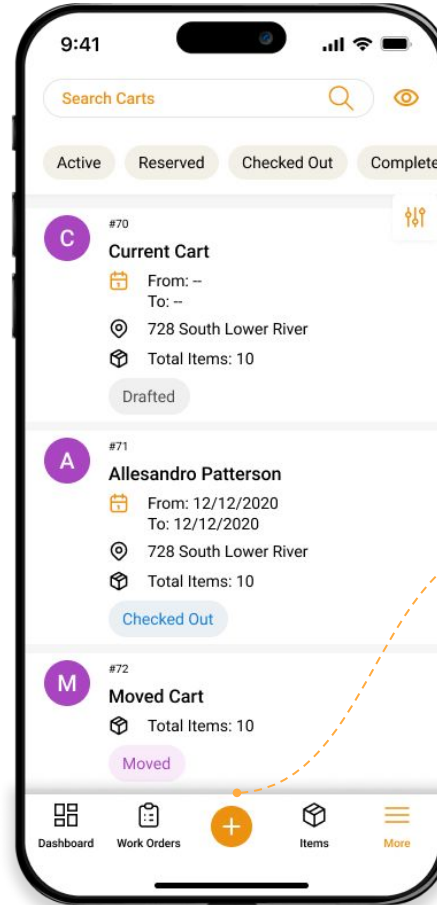 9:41
Search Carts
Active Reserved Checked Out Complete
#70
C
Current Cart
From: --
To: --
728 South Lower River
Total Items: 10
Drafted
#71
A
Allesandro Patterson
From: 12/12/2020
To: 12/12/2020
728 South Lower River
Total Items: 10
Checked Out
#72
M
Moved Cart
Total Items: 10
Moved
Dashboard Work Orders Items More